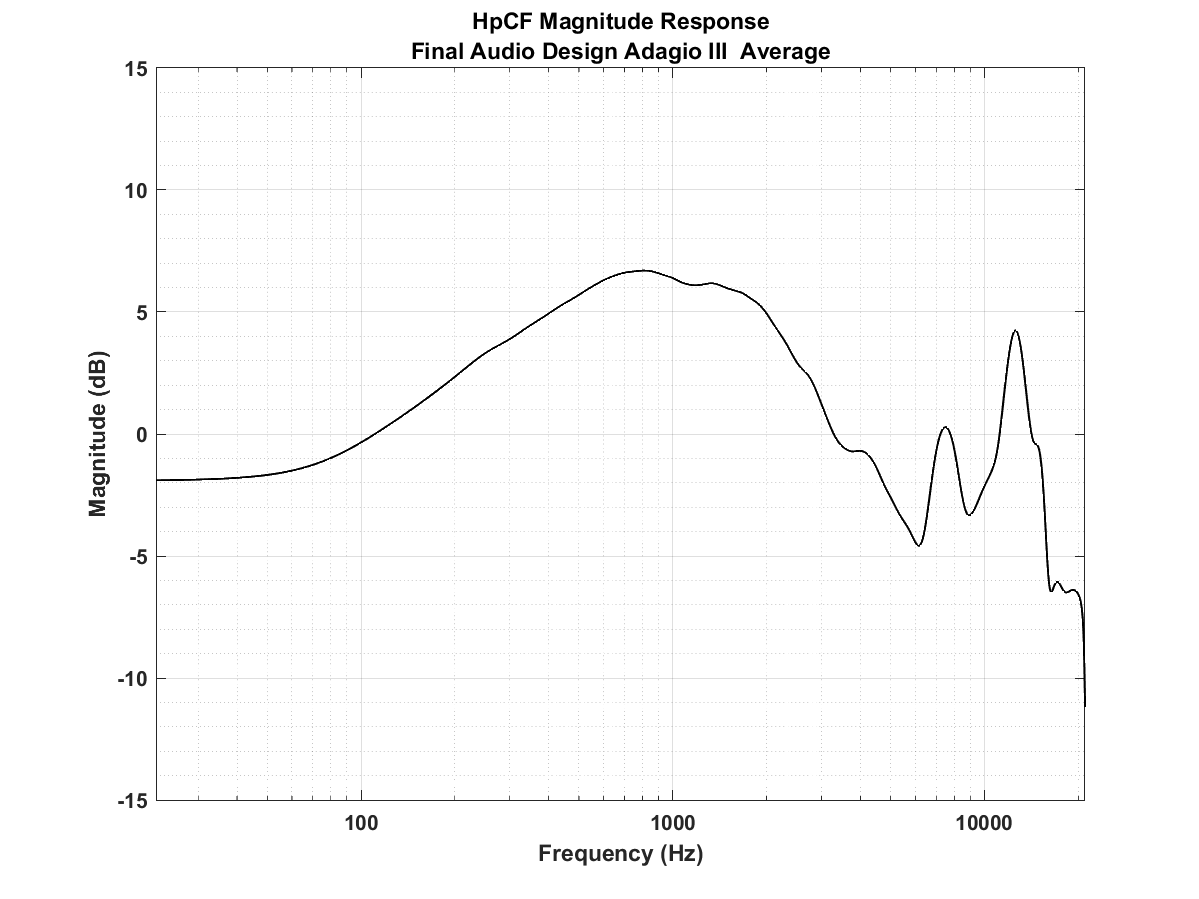 HpCF Magnitude Response
Final Audio Design Adagio III  Average
15
10
5
0
-5
-10
-15
Magnitude (dB)
100
1000
10000
Frequency (Hz)